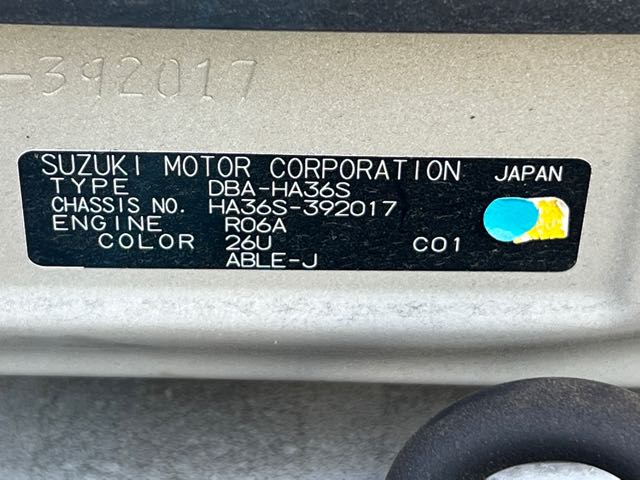 -392017
SUZUKI MOTOR CORPORATION JAPAN
TYPE DBA-HA36S
CHASSIS NO. HA36S-392017
ENGINE R06A
COLOR 26U C01
ABLE-J